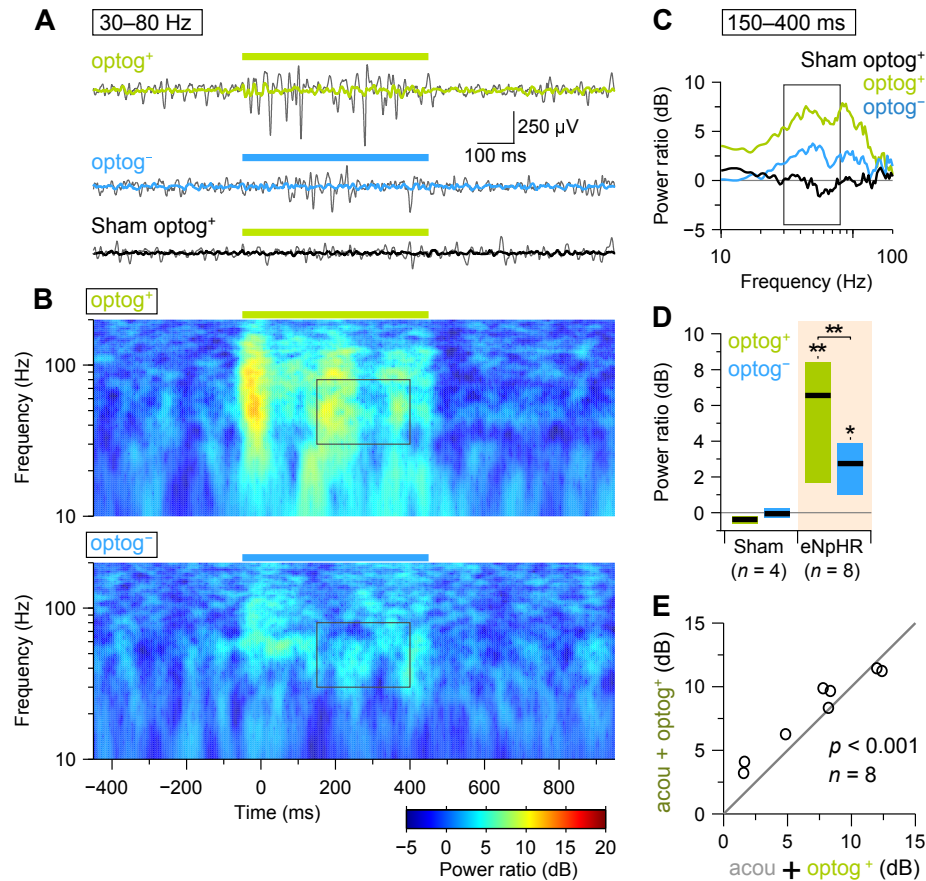 A
30–80 Hz
optog⁺
250 µV
100 ms
optog⁻
Sham optog⁺
B
optog⁺
Frequency (Hz)
100
10
optog⁻
Frequency (Hz)
100
10
−400 −200 0 200 400 600 800
Time (ms)
−5 0 5 10 15 20
Power ratio (dB)
C
150–400 ms
Sham optog⁺
optog⁺
optog⁻
Power ratio (dB)
10
5
0
−5
10 100
Frequency (Hz)
D
optog⁺
optog⁻
Power ratio (dB)
10
8
6
4
2
0
**
**
*
Sham eNpHR
(n = 4) (n = 8)
E
acou + optog⁺ (dB)
15
10
5
0
p < 0.001
n = 8
0 5 10 15
acou + optog⁺ (dB)